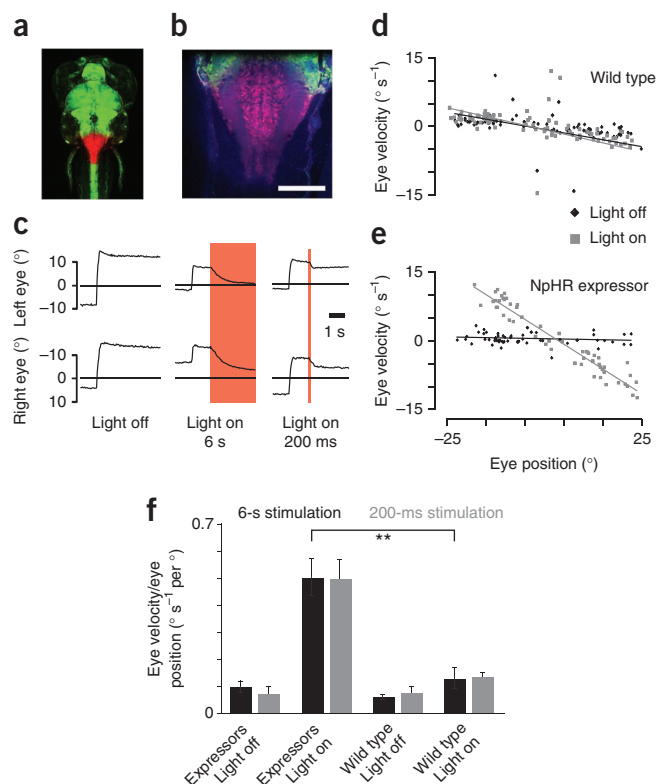 a
b
c
Left eye (°)
10
0
−10
Right eye (°)
−10
0
10
1 s
Light off
Light on
6 s
Light on
200 ms
d
Eye velocity (° s−1)
15
0
−15
Wild type
Light off
Light on
e
Eye velocity (° s−1)
15
0
−15
NpHR expressor
−25
25
Eye position (°)
f
6-s stimulation
200-ms stimulation
**
Eye velocity/eye
position (° s−1 per °)
0.7
0
Expressors
Light off
Expressors
Light on
Wild type
Light off
Wild type
Light on